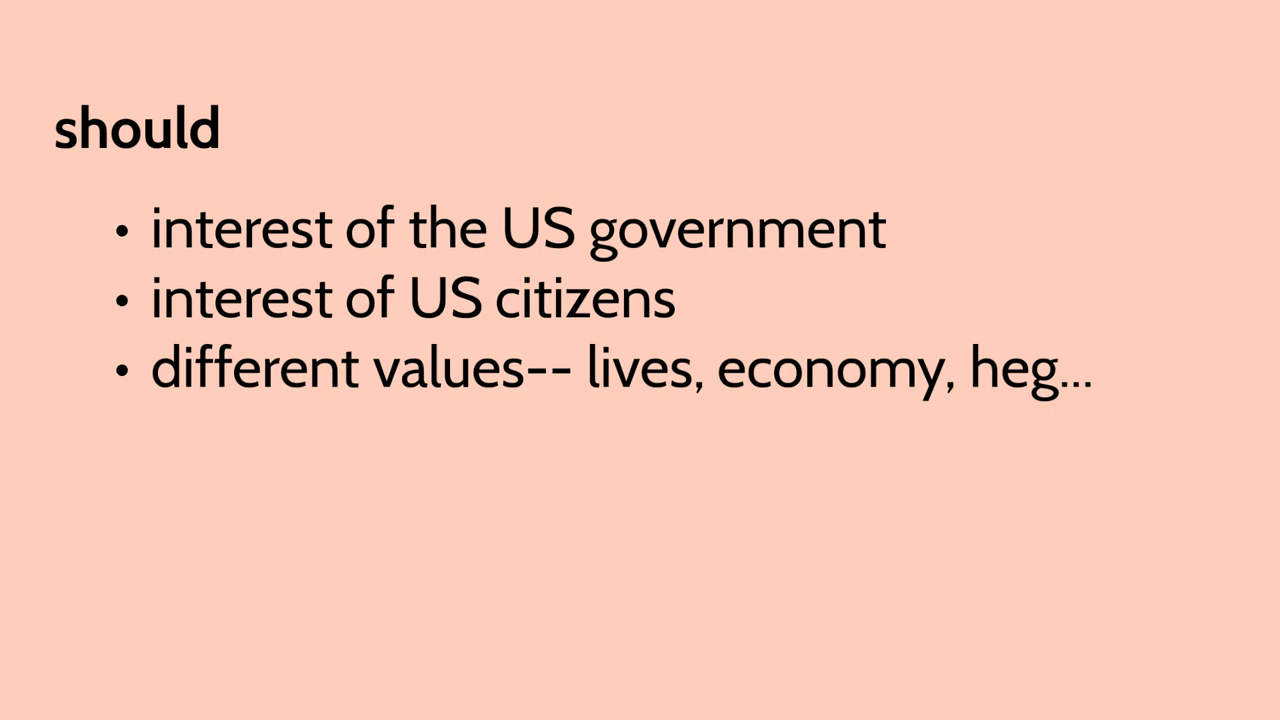 should
• interest of the US government
• interest of US citizens
• different values-- lives, economy, heg...